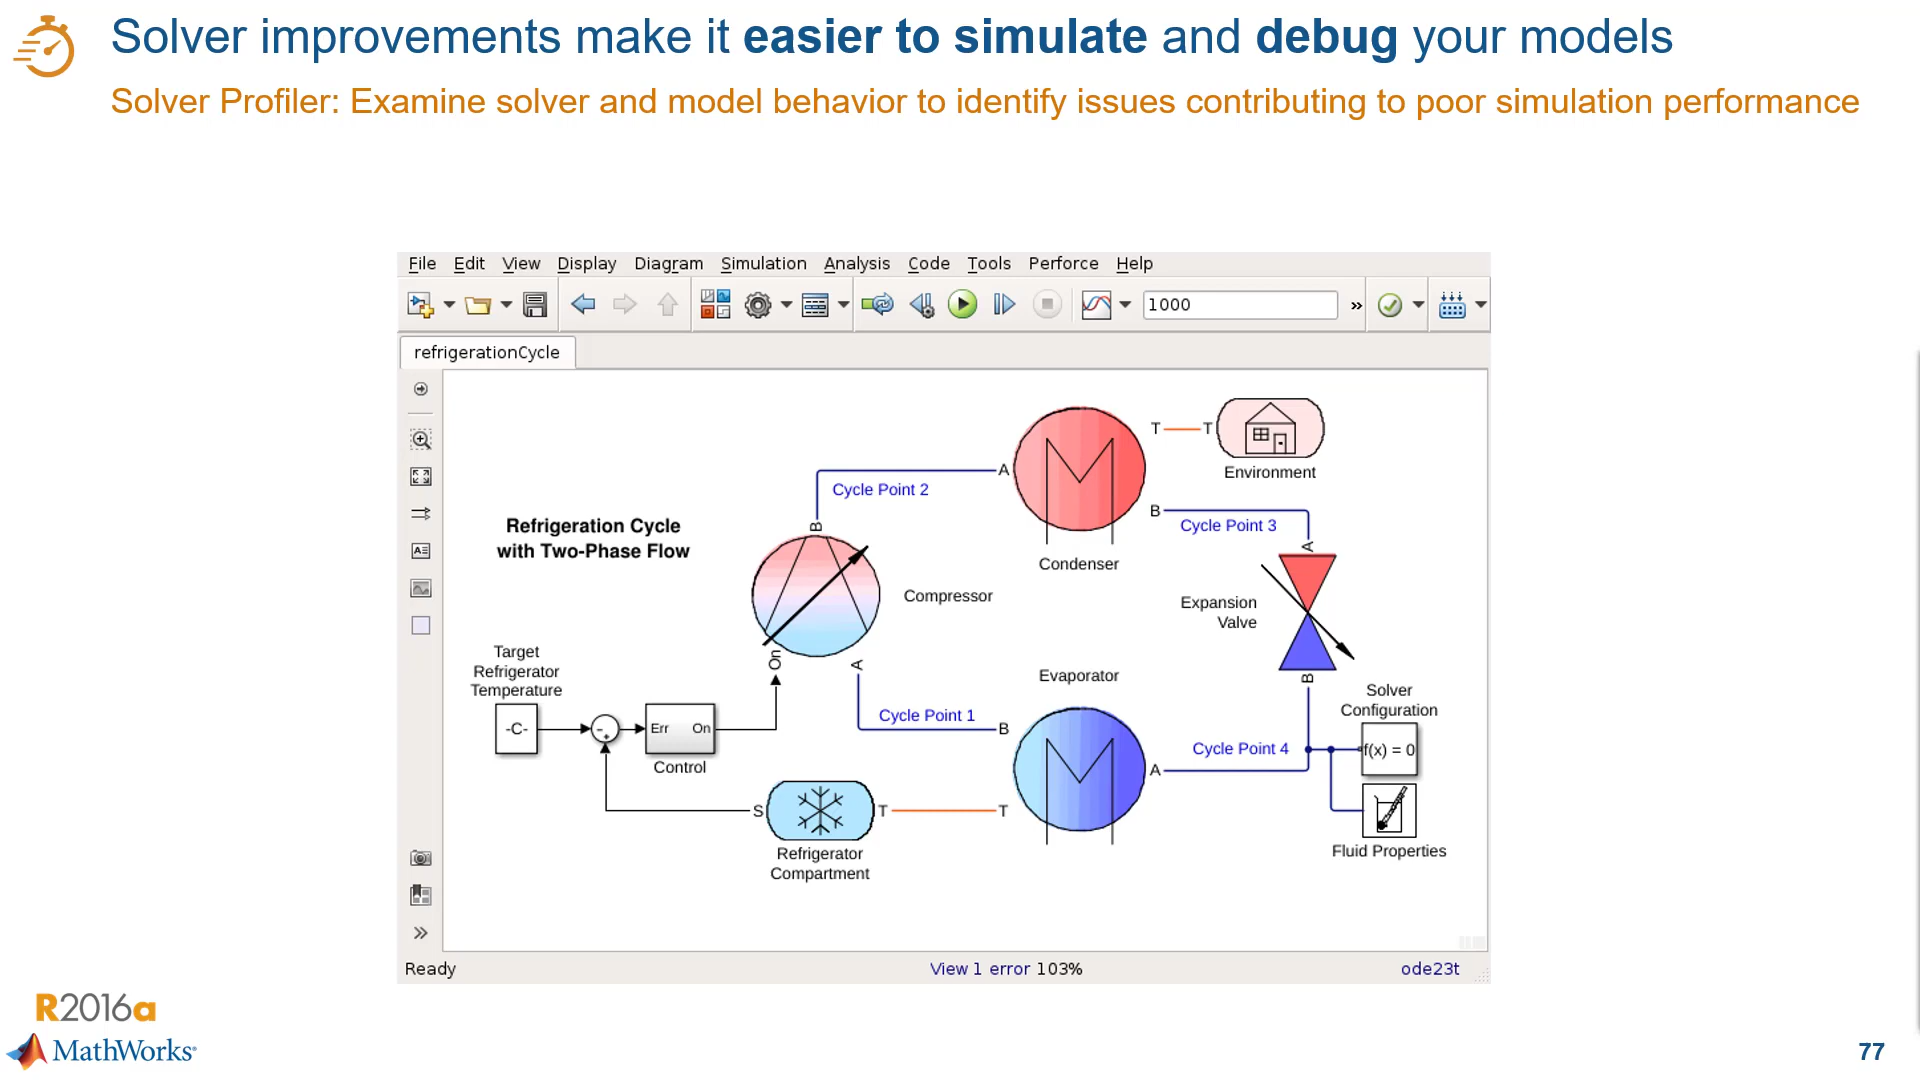 Solver improvements make it easier to simulate and debug your models
Solver Profiler: Examine solver and model behavior to identify issues contributing to poor simulation performance
File Edit View Display Diagram Simulation Analysis Code Tools Perforce Help
1000 »
refrigerationCycle
T T
Environment
A
Cycle Point 2
B
Cycle Point 3
B
A
Refrigeration Cycle
with Two-Phase Flow
Condenser
Compressor
Expansion
Valve
On
A
B
Target
Refrigerator
Temperature
Evaporator
Solver
Configuration
-C-
Err On
Control
Cycle Point 1
B
Cycle Point 4
A
f(x) = 0
S
T
T
Refrigerator
Compartment
Fluid Properties
Ready
View 1 error 103%
ode23t
R2016a
MathWorks®
77